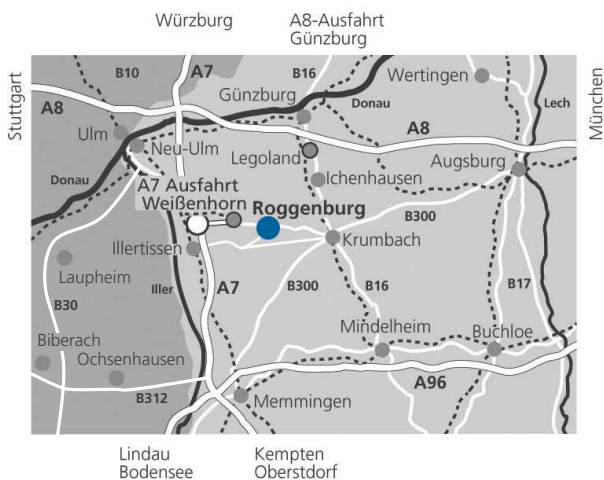 Würzburg
A8-Ausfahrt
Günzburg
Stuttgart
München
B10
A7
B16
Wertingen
A8
Günzburg
Donau
Lech
Ulm
Neu-Ulm
Legoland
A8
Augsburg
Donau
A7 Ausfahrt
Weißenhorn
Ichenhausen
Roggenburg
B300
Illertissen
Krumbach
Laupheim
Iller
A7
B300
B16
B17
B30
Mindelheim
Buchloe
Biberach
Ochsenhausen
A96
B312
Memmingen
Lindau
Bodensee
Kempten
Oberstdorf